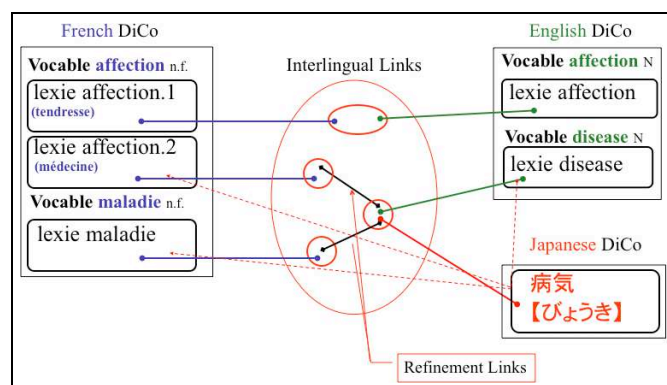 French DiCo
Vocable affection n.f.
lexie affection.1
(tendresse)
lexie affection.2
(médecine)
Vocable maladie n.f.
lexie maladie
Interlingual Links
English DiCo
Vocable affection N
lexie affection
Vocable disease N
lexie disease
Japanese DiCo
病気
【びょうき】
Refinement Links